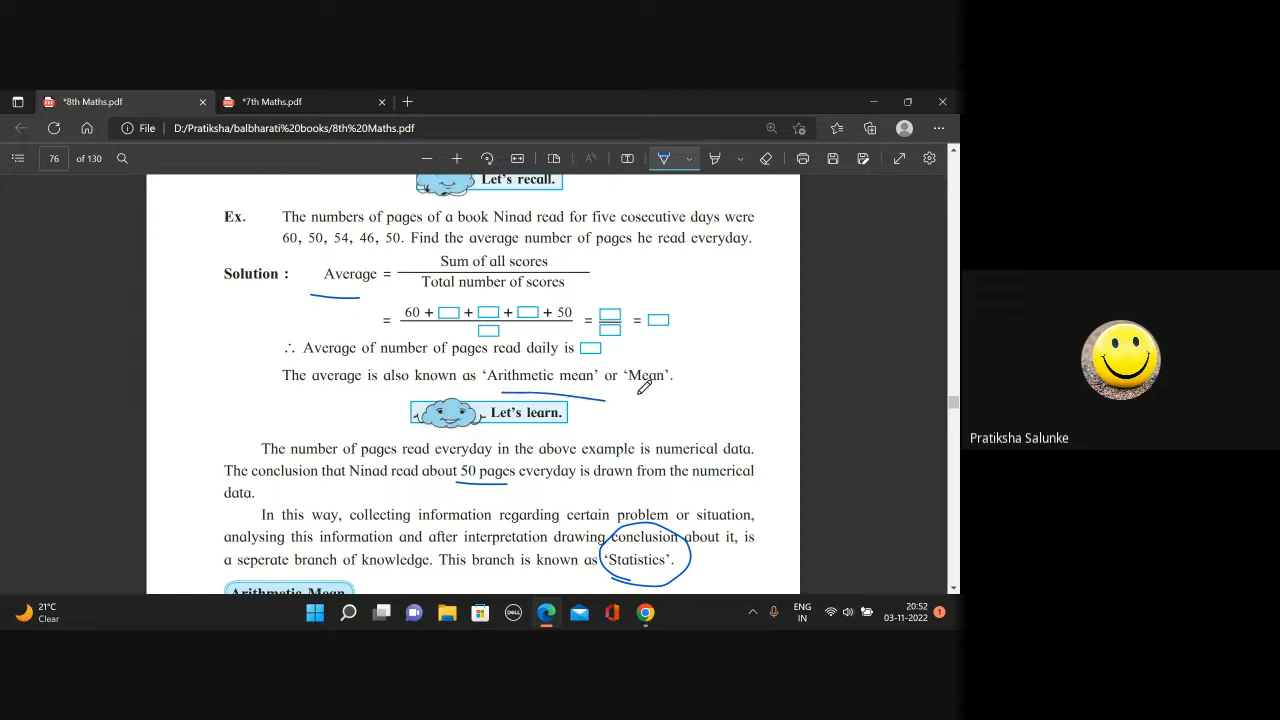 *8th Maths.pdf
*7th Maths.pdf
File
D:/Pratiksha/balbharati%20books/8th%20Maths.pdf
76 of 130
Let's recall.
Ex. The numbers of pages of a book Ninad read for five cosecutive days were
60, 50, 54, 46, 50. Find the average number of pages he read everyday.
Solution : Average = Sum of all scores
Total number of scores
= 60 + □ + □ + □ + 50 = □ = □
□ □
∴ Average of number of pages read daily is □
The average is also known as ‘Arithmetic mean’ or ‘Mean’.
Let's learn.
The number of pages read everyday in the above example is numerical data.
The conclusion that Ninad read about 50 pages everyday is drawn from the numerical
data.
In this way, collecting information regarding certain problem or situation,
analysing this information and after interpretation drawing conclusion about it, is
a seperate branch of knowledge. This branch is known as ‘Statistics’.
Arithmetic Mean
Pratiksha Salunke
21°C
Clear
DELL
ENG
IN
20:52
03-11-2022
1